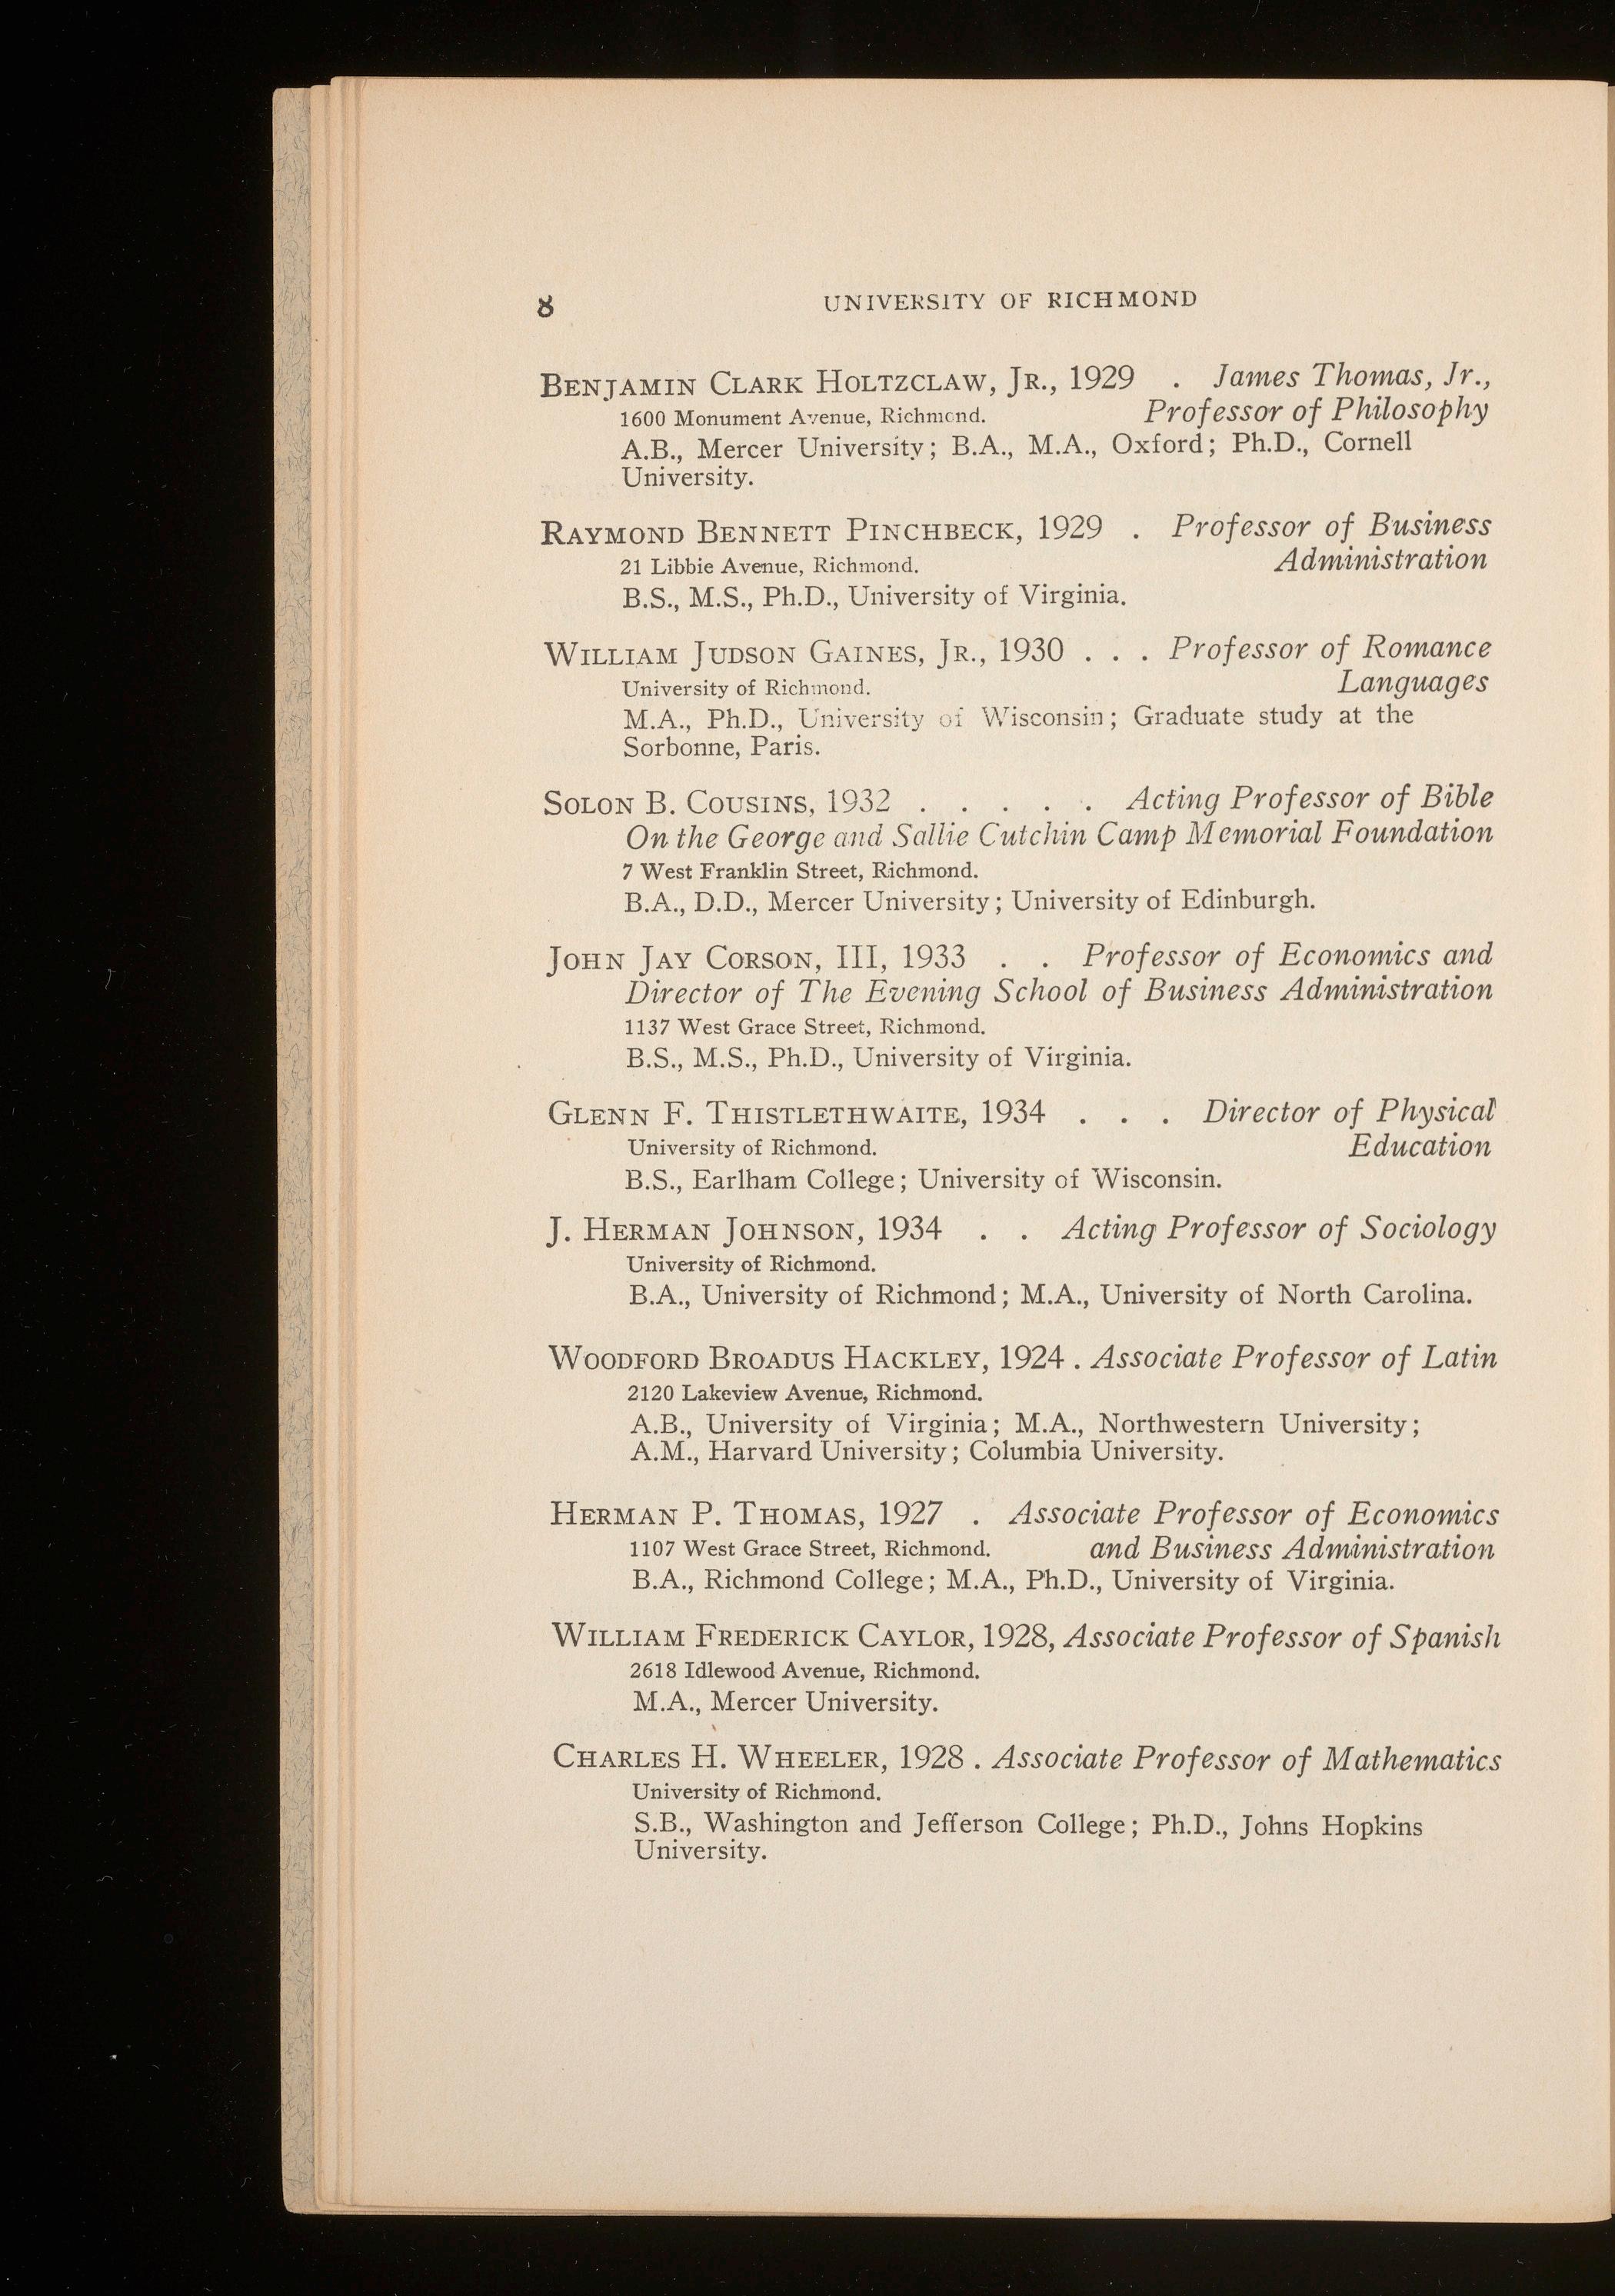 8 UNIVERSITY OF RICHMOND
BENJAMIN CLARK HOLTZCLAW, JR., 1929 . James Thomas, Jr.,
1600 Monument Avenue, Richmond. Professor of Philosophy
A.B., Mercer University; B.A., M.A., Oxford; Ph.D., Cornell
University.
RAYMOND BENNETT PINCHBECK, 1929 . Professor of Business
21 Libbie Avenue, Richmond. Administration
B.S., M.S., Ph.D., University of Virginia.
WILLIAM JUDSON GAINES, JR., 1930 . . . Professor of Romance
University of Richmond. Languages
M.A., Ph.D., University of Wisconsin; Graduate study at the
Sorbonne, Paris.
SOLON B. COUSINS, 1932 . . . . . Acting Professor of Bible
On the George and Sallie Cutchin Camp Memorial Foundation
7 West Franklin Street, Richmond.
B.A., D.D., Mercer University; University of Edinburgh.
JOHN JAY CORSON, III, 1933 . . Professor of Economics and
Director of The Evening School of Business Administration
1137 West Grace Street, Richmond.
B.S., M.S., Ph.D., University of Virginia.
GLENN F. THISTLETHWAITE, 1934 . . . Director of Physical
University of Richmond. Education
B.S., Earlham College; University of Wisconsin.
J. HERMAN JOHNSON, 1934 . . Acting Professor of Sociology
University of Richmond.
B.A., University of Richmond; M.A., University of North Carolina.
WOODFORD BROADUS HACKLEY, 1924 . Associate Professor of Latin
2120 Lakeview Avenue, Richmond.
A.B., University of Virginia; M.A., Northwestern University;
A.M., Harvard University; Columbia University.
HERMAN P. THOMAS, 1927 . Associate Professor of Economics
1107 West Grace Street, Richmond. and Business Administration
B.A., Richmond College; M.A., Ph.D., University of Virginia.
WILLIAM FREDERICK CAYLOR, 1928, Associate Professor of Spanish
2618 Idlewood Avenue, Richmond.
M.A., Mercer University.
CHARLES H. WHEELER, 1928 . Associate Professor of Mathematics
University of Richmond.
S.B., Washington and Jefferson College; Ph.D., Johns Hopkins
University.